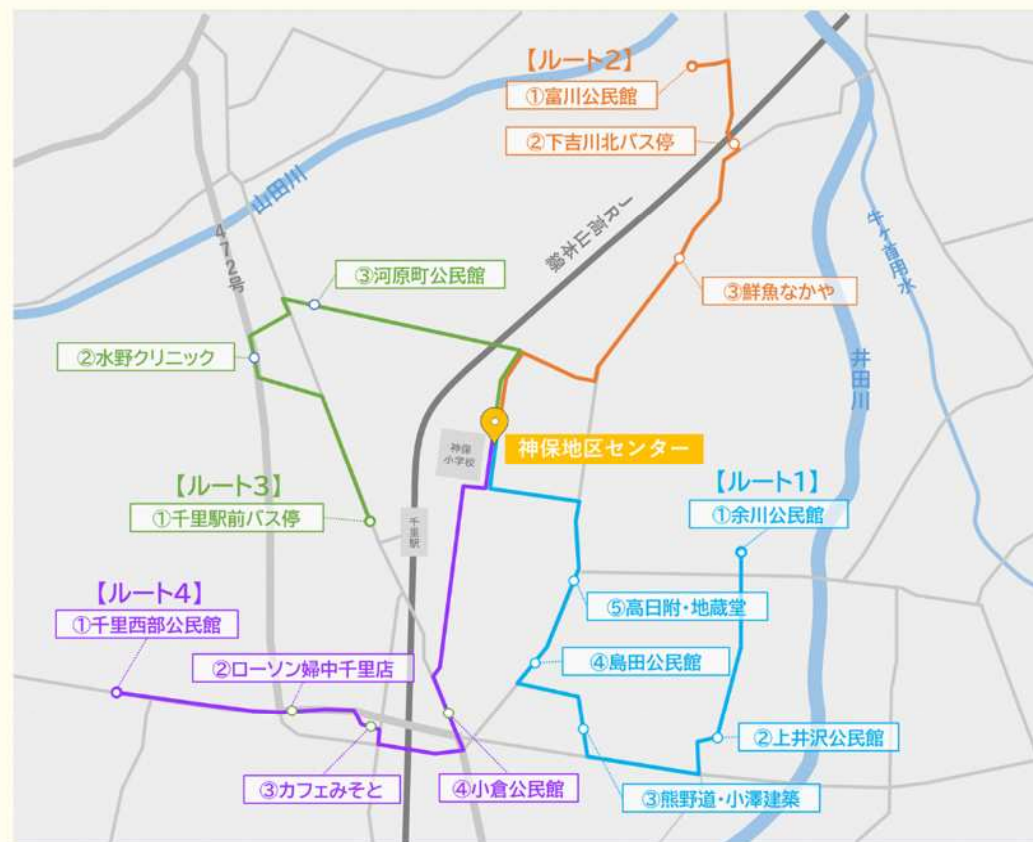 【ルート2】
①富川公民館
②下吉川北バス停
山田川
472号
JR高山本線
牛ケ首用水
③河原町公民館
③鮮魚なかや
②水野クリニック
井田川
神保
小学校
神保地区センター
【ルート3】
①千里駅前バス停
【ルート1】
①余川公民館
千里駅
【ルート4】
①千里西部公民館
⑤高日附・地蔵堂
②ローソン婦中千里店
④島田公民館
②上井沢公民館
③カフェみそと
④小倉公民館
③熊野道・小澤建築